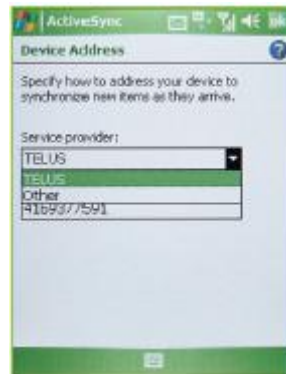 ActiveSync
ok
Device Address
Specify how to address your device to
synchronize new items as they arrive.
Service provider:
TELUS
TELUS
Other
4169377591